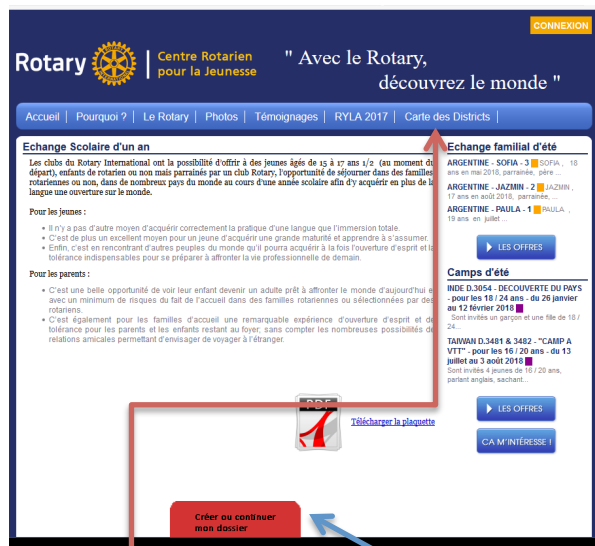 CONNEXION
Rotary
Centre Rotarien
pour la Jeunesse
" Avec le Rotary,
découvrez le monde "
Accueil | Pourquoi ? | Le Rotary | Photos | Témoignages | RYLA 2017 | Carte des Districts |
Echange Scolaire d'un an
Les clubs du Rotary International ont la possibilité d'offrir à des jeunes âgés de 15 à 17 ans 1/2 (au moment du
départ), enfants de rotarien ou non mais parrainés par un club Rotary, l'opportunité de séjourner dans des familles
rotariennes ou non, dans de nombreux pays du monde au cours d'une année scolaire afin d'y acquérir en plus de la
langue une ouverture sur le monde.
Pour les jeunes :
Il n'y a pas d'autre moyen d'acquérir correctement la pratique d'une langue que l'immersion totale.
C'est de plus un excellent moyen pour un jeune d'acquérir une grande maturité et apprendre à s'assumer.
Enfin, c'est en rencontrant d'autres peuples du monde qu'il pourra acquérir à la fois l'ouverture d'esprit et la
tolérance indispensables pour se préparer à affronter la vie professionnelle de demain.
Pour les parents :
C'est une belle opportunité de voir leur enfant devenir un adulte prêt à affronter le monde d'aujourd'hui e
avec un minimum de risques du fait de l'accueil dans des familles rotariennes ou sélectionnées par des
rotariens.
C'est également pour les familles d'accueil une remarquable expérience d'ouverture d'esprit et de
tolérance pour les parents et les enfants restant au foyer; sans compter les nombreuses possibilités de
relations amicales permettant d'envisager de voyager à l'étranger.
PDF
Télécharger la plaquette
Créer ou continuer
mon dossier
Echange familial d'été
ARGENTINE - SOFIA - 3 SOFIA , 18
ans en mai 2018, parrainée, père ...
ARGENTINE - JAZMIN - 2 JAZMIN ,
17 ans en août 2018, parrainée, ...
ARGENTINE - PAULA - 1 PAULA ,
19 ans en juillet ...
LES OFFRES
Camps d'été
INDE D.3054 - DECOUVERTE DU PAYS
- pour les 18 / 24 ans - du 26 janvier
au 12 février 2018
Sont invités un garçon et une fille de 18 /
24...
TAIWAN D.3481 & 3482 - "CAMP A
VTT" - pour les 16 / 20 ans - du 13
juillet au 3 août 2018
Sont invités 4 jeunes de 16 / 20 ans,
parlant anglais, sachant...
LES OFFRES
CA M'INTÉRESSE !